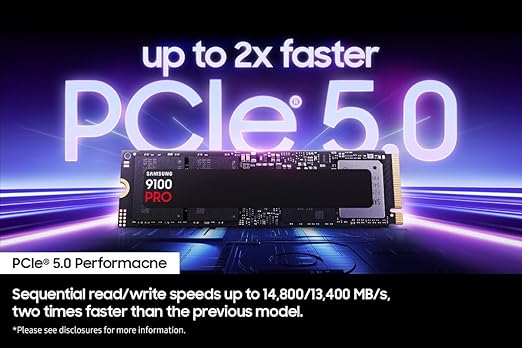 up to 2x faster
PCIe® 5.0
SAMSUNG
9100
PRO
PCIe® 5.0 Performacne
Sequential read/write speeds up to 14,800/13,400 MB/s,
two times faster than the previous model.
*Please see disclosures for more information.